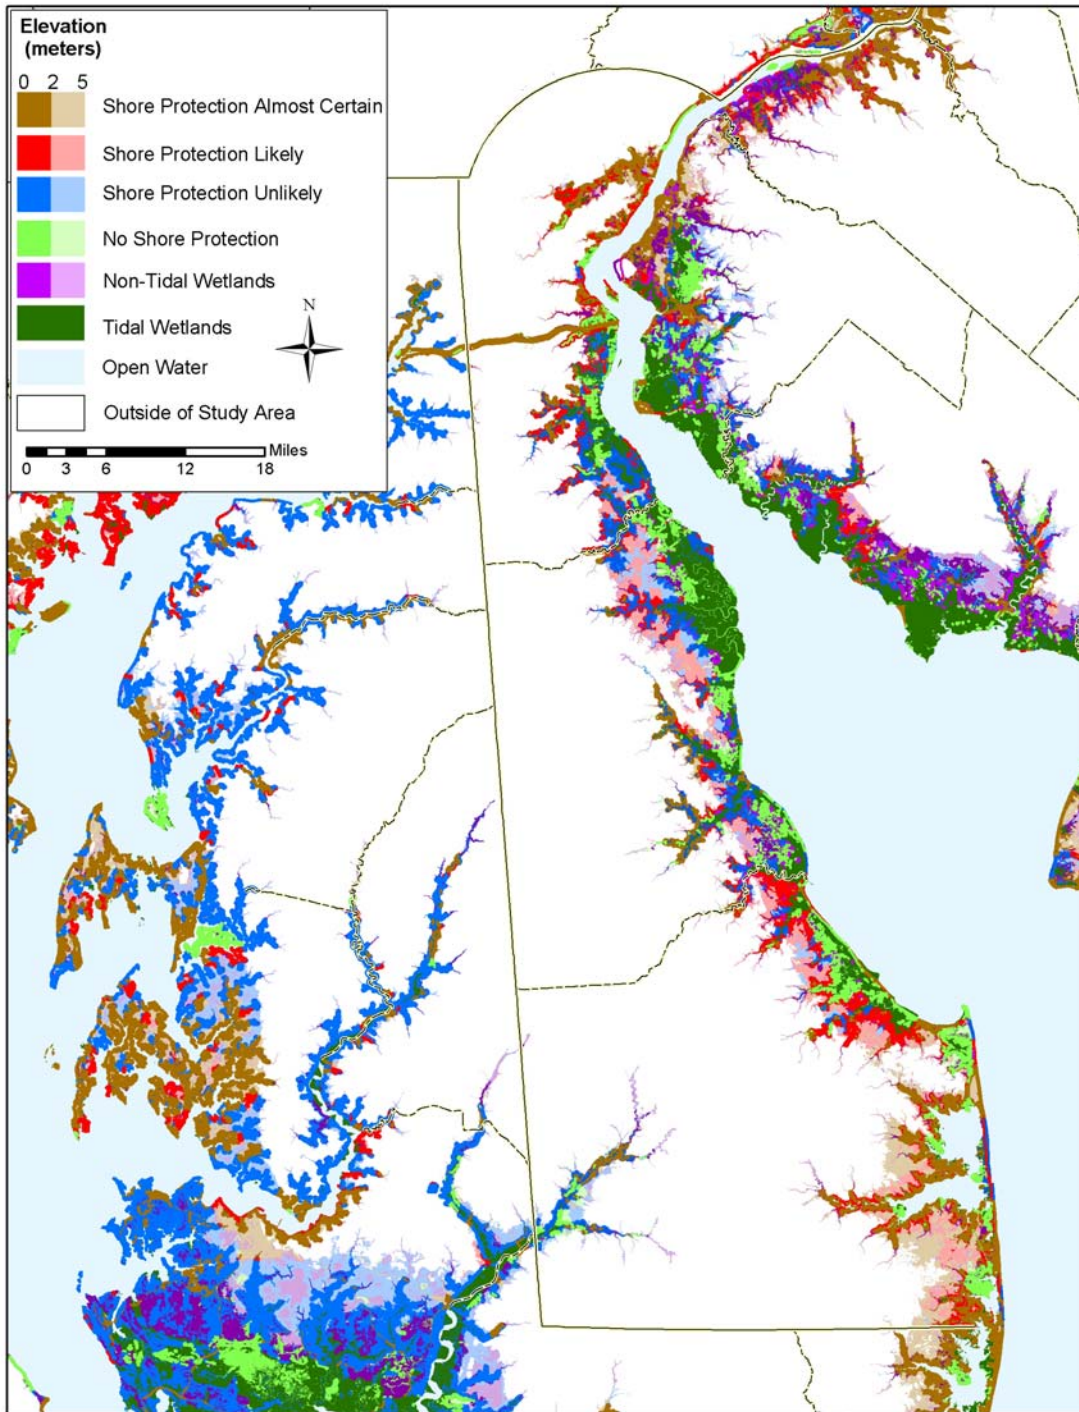 Elevation
(meters)
0 2 5
Shore Protection Almost Certain
Shore Protection Likely
Shore Protection Unlikely
No Shore Protection
Non-Tidal Wetlands
Tidal Wetlands
Open Water
Outside of Study Area
N
Miles
0 3 6 12 18